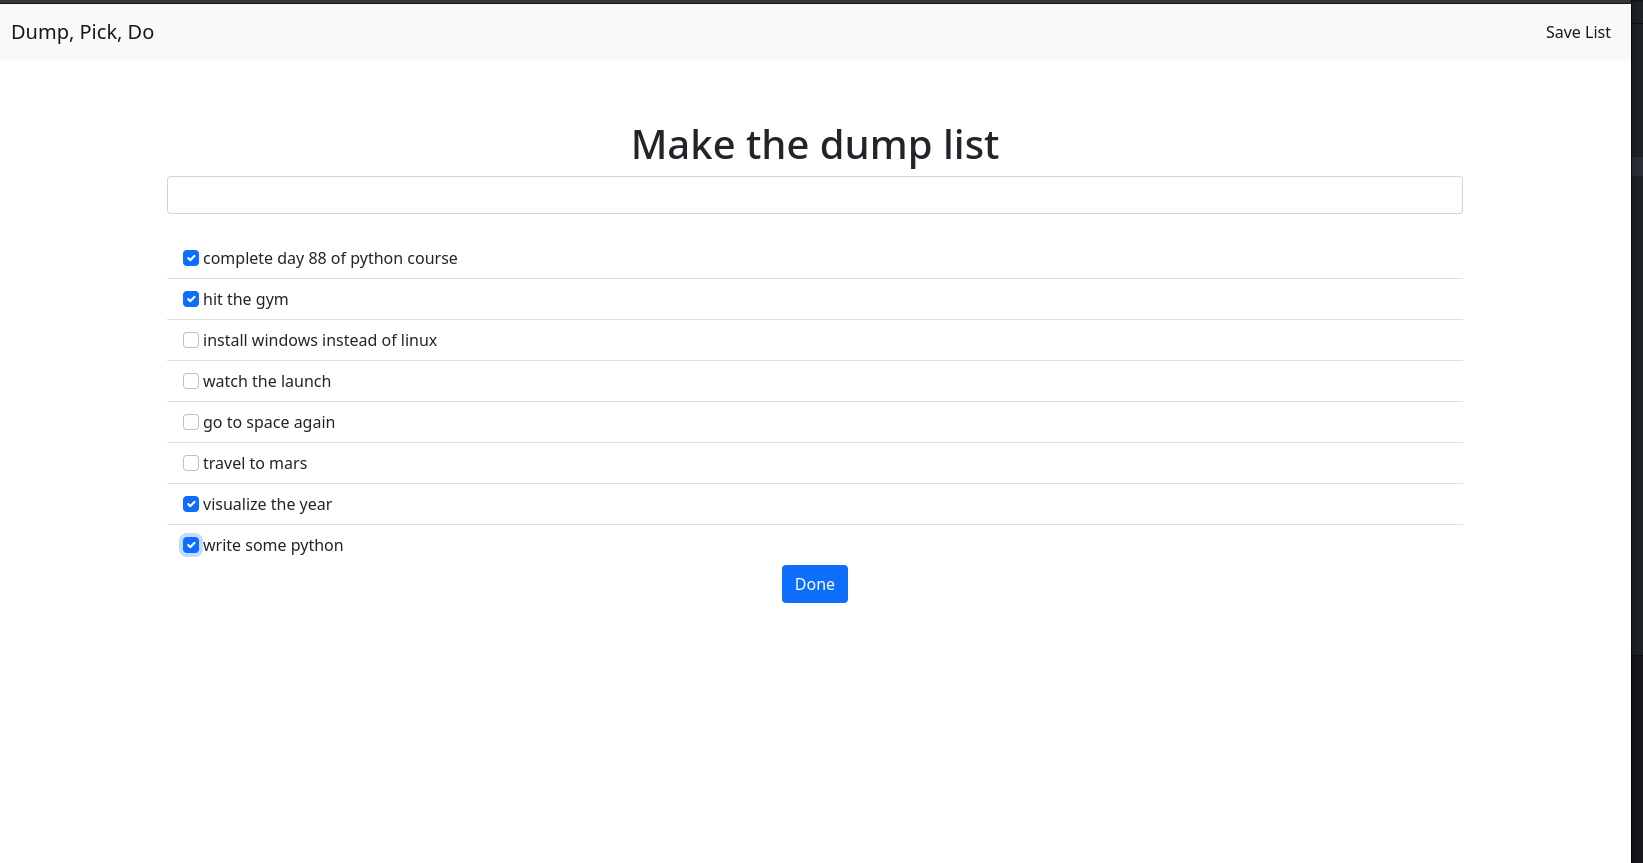 Dump, Pick, Do
Save List
Make the dump list
complete day 88 of python course
hit the gym
install windows instead of linux
watch the launch
go to space again
travel to mars
visualize the year
write some python
Done